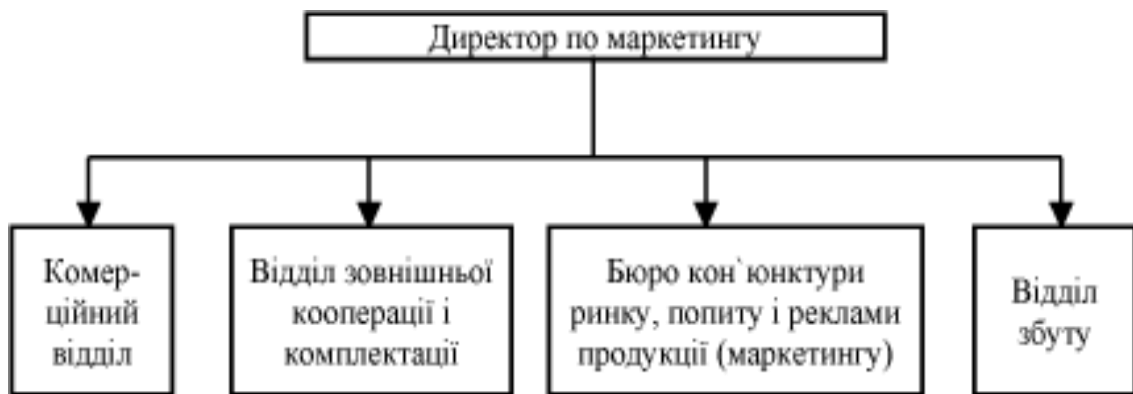 Директор по маркетингу
Комер-
ційний
відділ
Відділ зовнішньої
кооперації і
комплектації
Бюро кон`юнктури
ринку, попиту і реклами
продукції (маркетингу)
Відділ
збуту